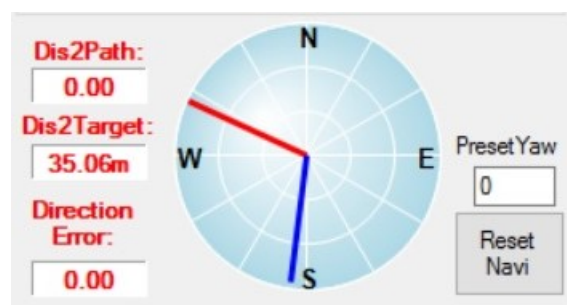 Dis2Path:
0.00
Dis2Target:
35.06m
Direction
Error:
0.00
N
W
E
S
PresetYaw
0
Reset
Navi